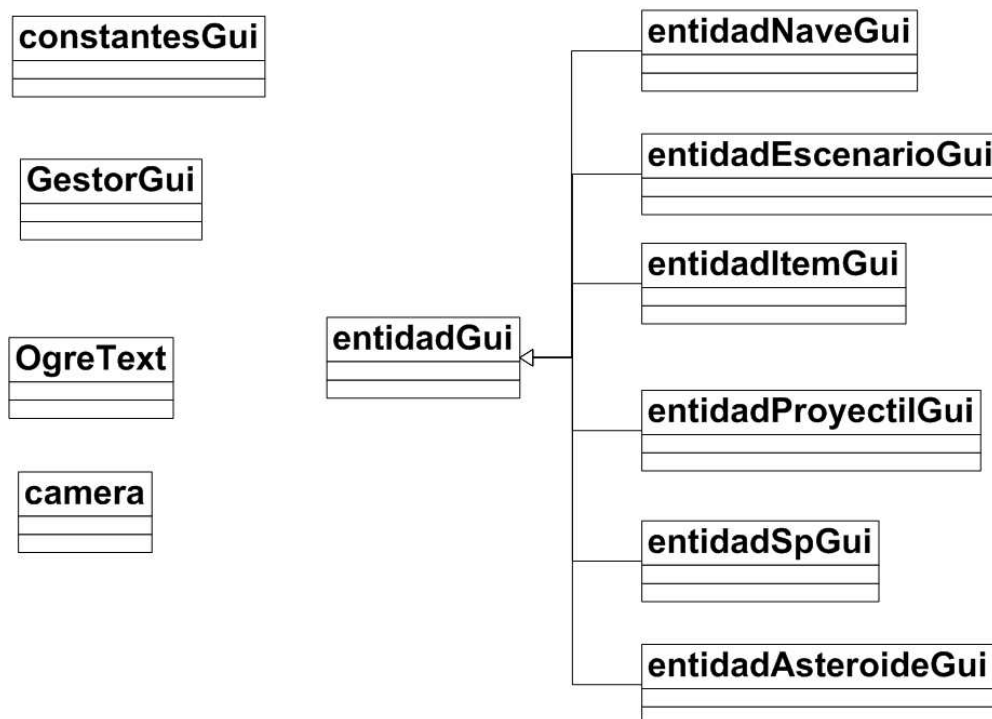 constantesGui
GestorGui
OgreText
camera
entidadGui
entidadNaveGui
entidadEscenarioGui
entidadItemGui
entidadProyectilGui
entidadSpGui
entidadAsteroideGui